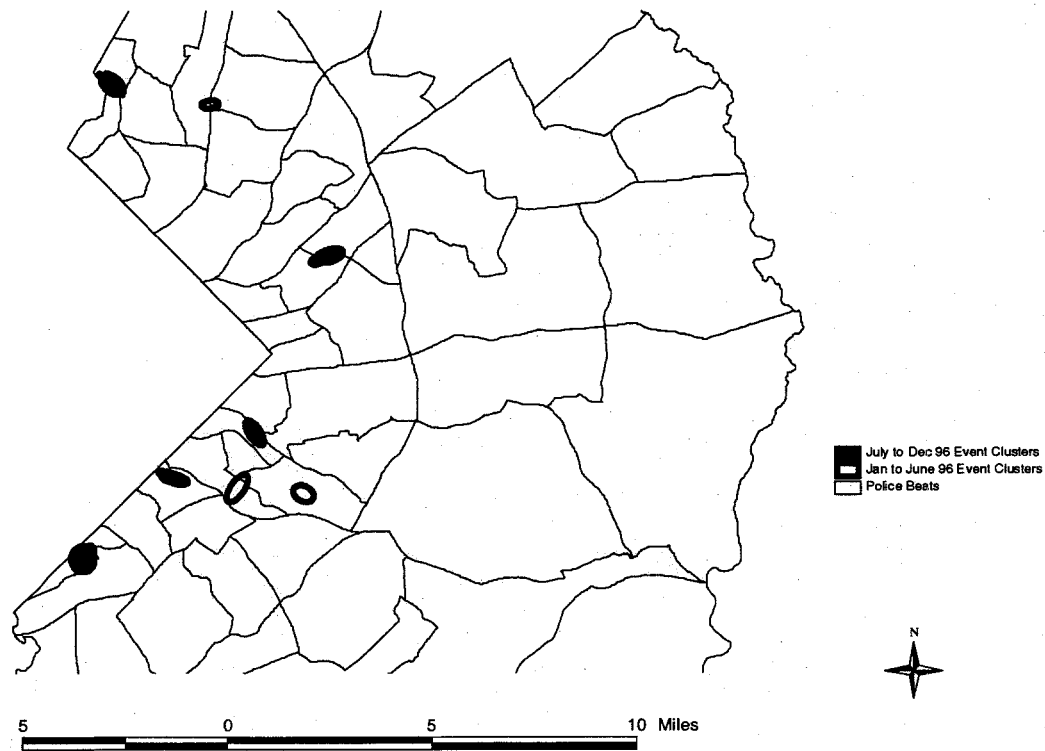 July to Dec 96 Event Clusters
Jan to June 96 Event Clusters
Police Beats
N
5 0 5 10 Miles